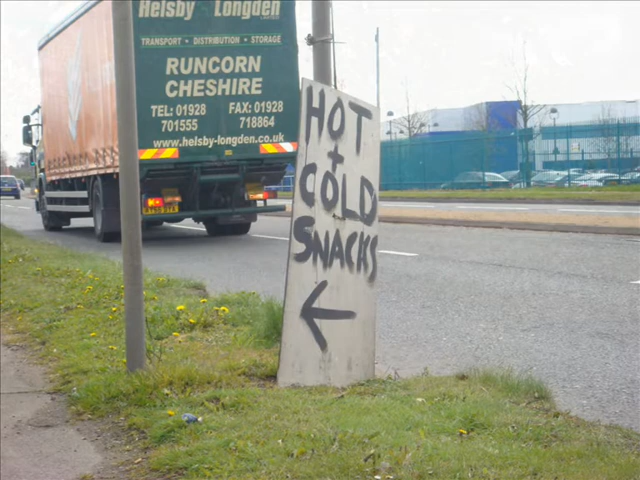 Helsby Longden
TRANSPORT • DISTRIBUTION • STORAGE
RUNCORN
CHESHIRE
TEL: 01928 FAX: 01928
701555 718864
www.helsby-longden.co.uk
HOT
+
COLD
SNACKS